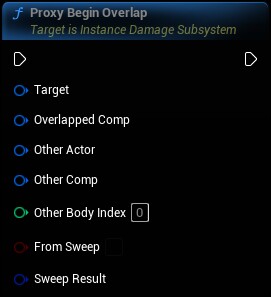 Proxy Begin Overlap
Target is Instance Damage Subsystem
Target
Overlapped Comp
Other Actor
Other Comp
Other Body Index 0
From Sweep
Sweep Result